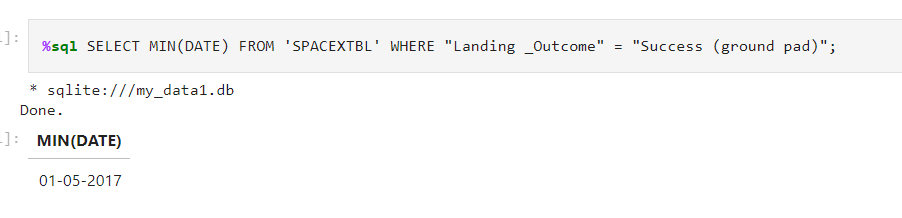 ]:
%sql SELECT MIN(DATE) FROM 'SPACEXTBL' WHERE "Landing _Outcome" = "Success (ground pad)";
* sqlite:///my_data1.db
Done.
]:
MIN(DATE)
01-05-2017